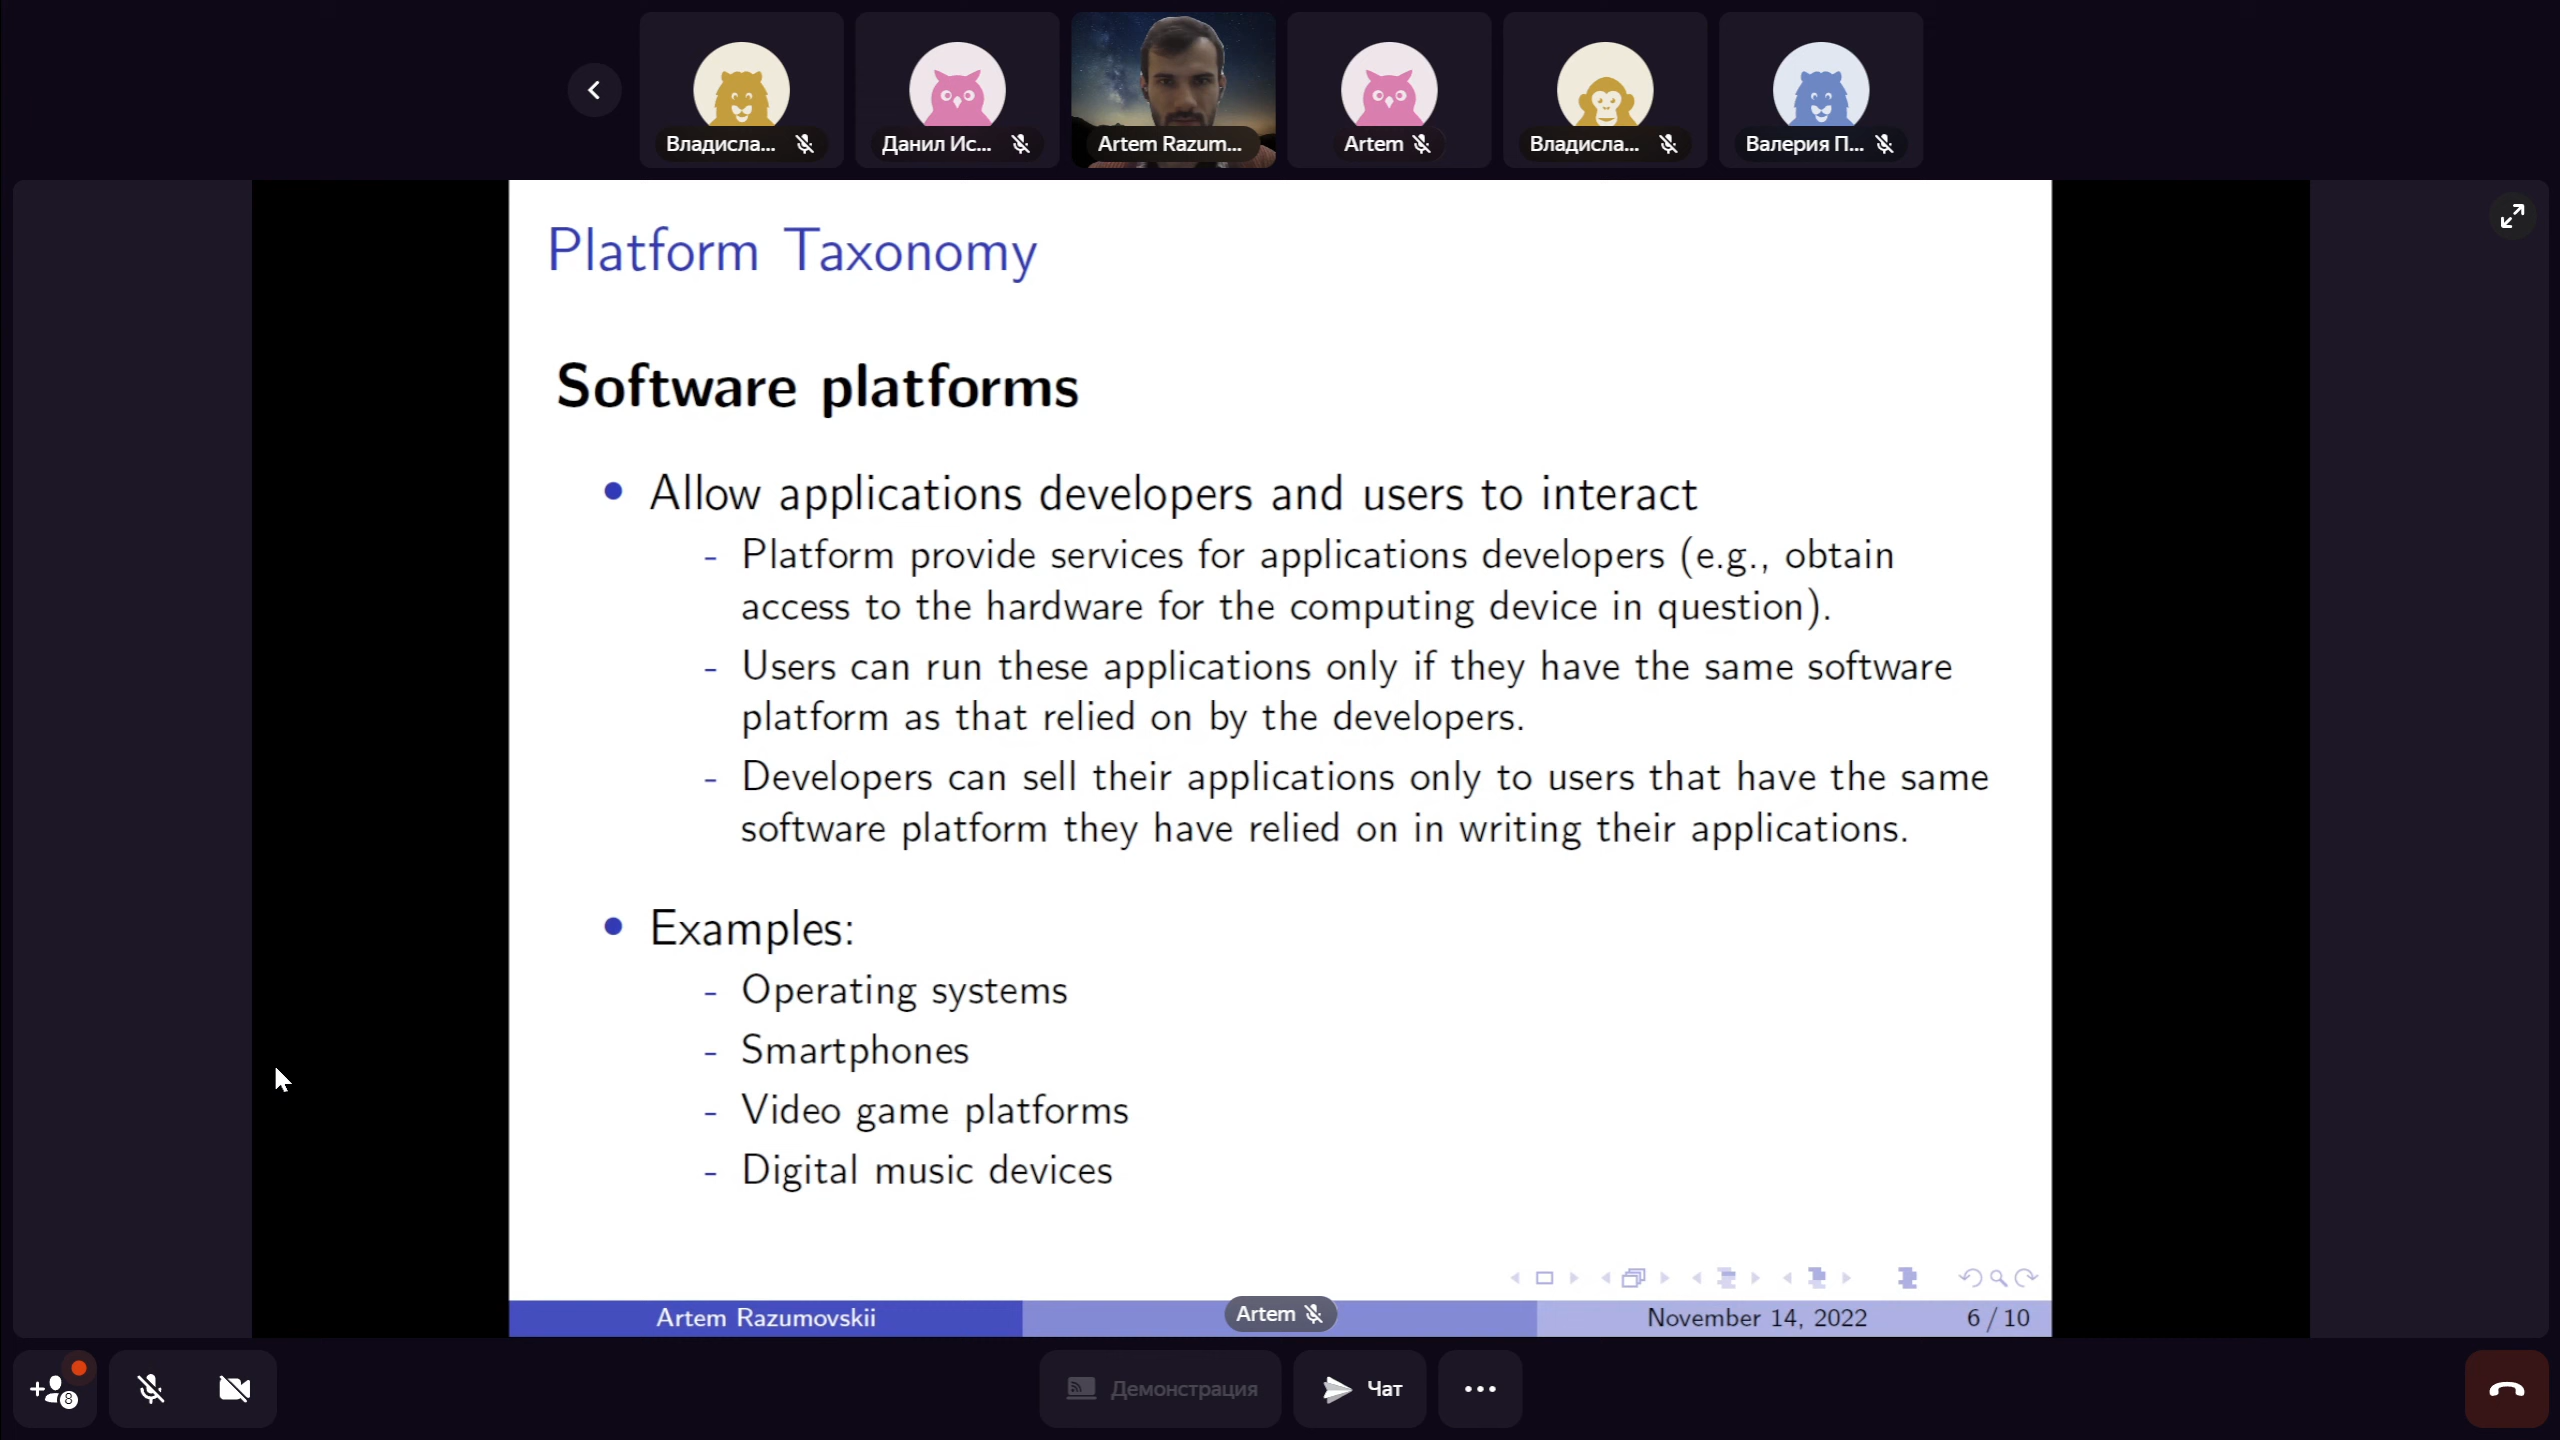 Владисла...
Данил Ис...
Artem Razum...
Artem
Владисла...
Валерия П...
Platform Taxonomy
Software platforms
• Allow applications developers and users to interact
- Platform provide services for applications developers (e.g., obtain
access to the hardware for the computing device in question).
- Users can run these applications only if they have the same software
platform as that relied on by the developers.
- Developers can sell their applications only to users that have the same
software platform they have relied on in writing their applications.
• Examples:
- Operating systems
- Smartphones
- Video game platforms
- Digital music devices
Artem Razumovskii
Artem
November 14, 2022
6 / 10
8
Демонстрация
Чат